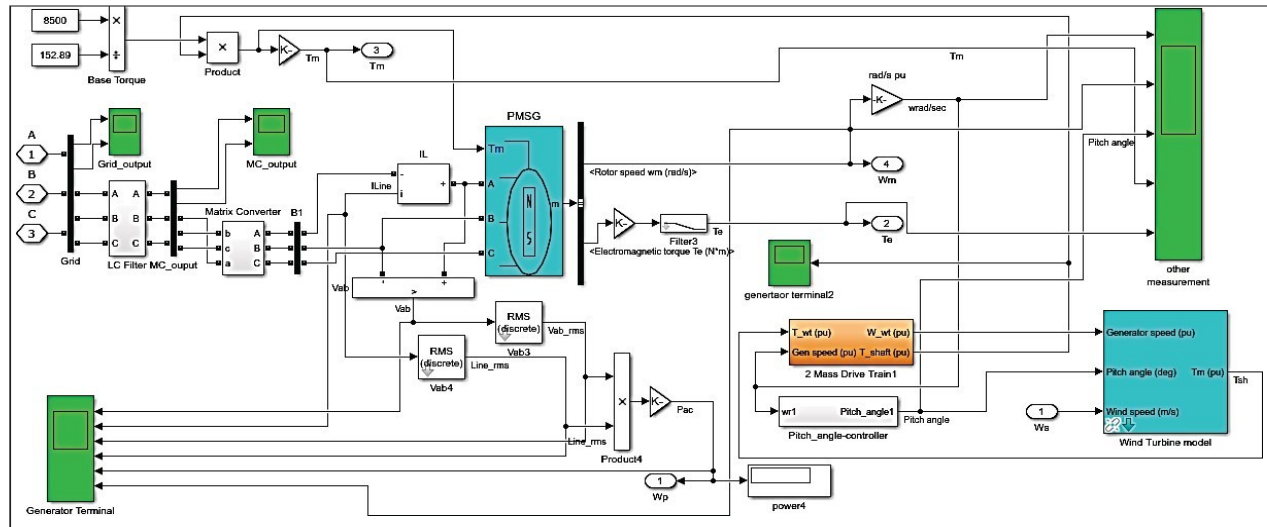 8500
×
÷
152.89
Base Torque
×
Product
K-
Tm
3
Tm
Tm
rad/s pu
-K-
wrad/sec
Pitch angle
other
measurement
A
1
B
2
C
3
Grid
Grid_output
MC_output
A A
B B
C C
LC Filter
MC_ouput
Matrix Converter
b A
c B
a C
B1
IL
-
i
+
ILine
PMSG
Tm
A
B
C
m
N
S
<Rotor speed wm (rad/s)>
4
Wm
K-
Filter3
Te
2
Te
<Electromagnetic torque Te (N*m)>
genertaor terminal2
Vab
-
+
v
Vab
RMS
(discrete)
Vab_rms
Vab3
RMS
(discrete)
Line_rms
Vab4
Line_rms
×
Product4
K-
Pac
1
Wp
power4
Generator Terminal
T_wt (pu) W_wt (pu)
Gen speed (pu) T_shaft (pu)
2 Mass Drive Train1
wr1 Pitch_angle1
Pitch_angle-controller
Pitch angle
1
Ws
Generator speed (pu)
Pitch angle (deg)
Tm (pu)
Wind speed (m/s)
Wind Turbine model
Tsh